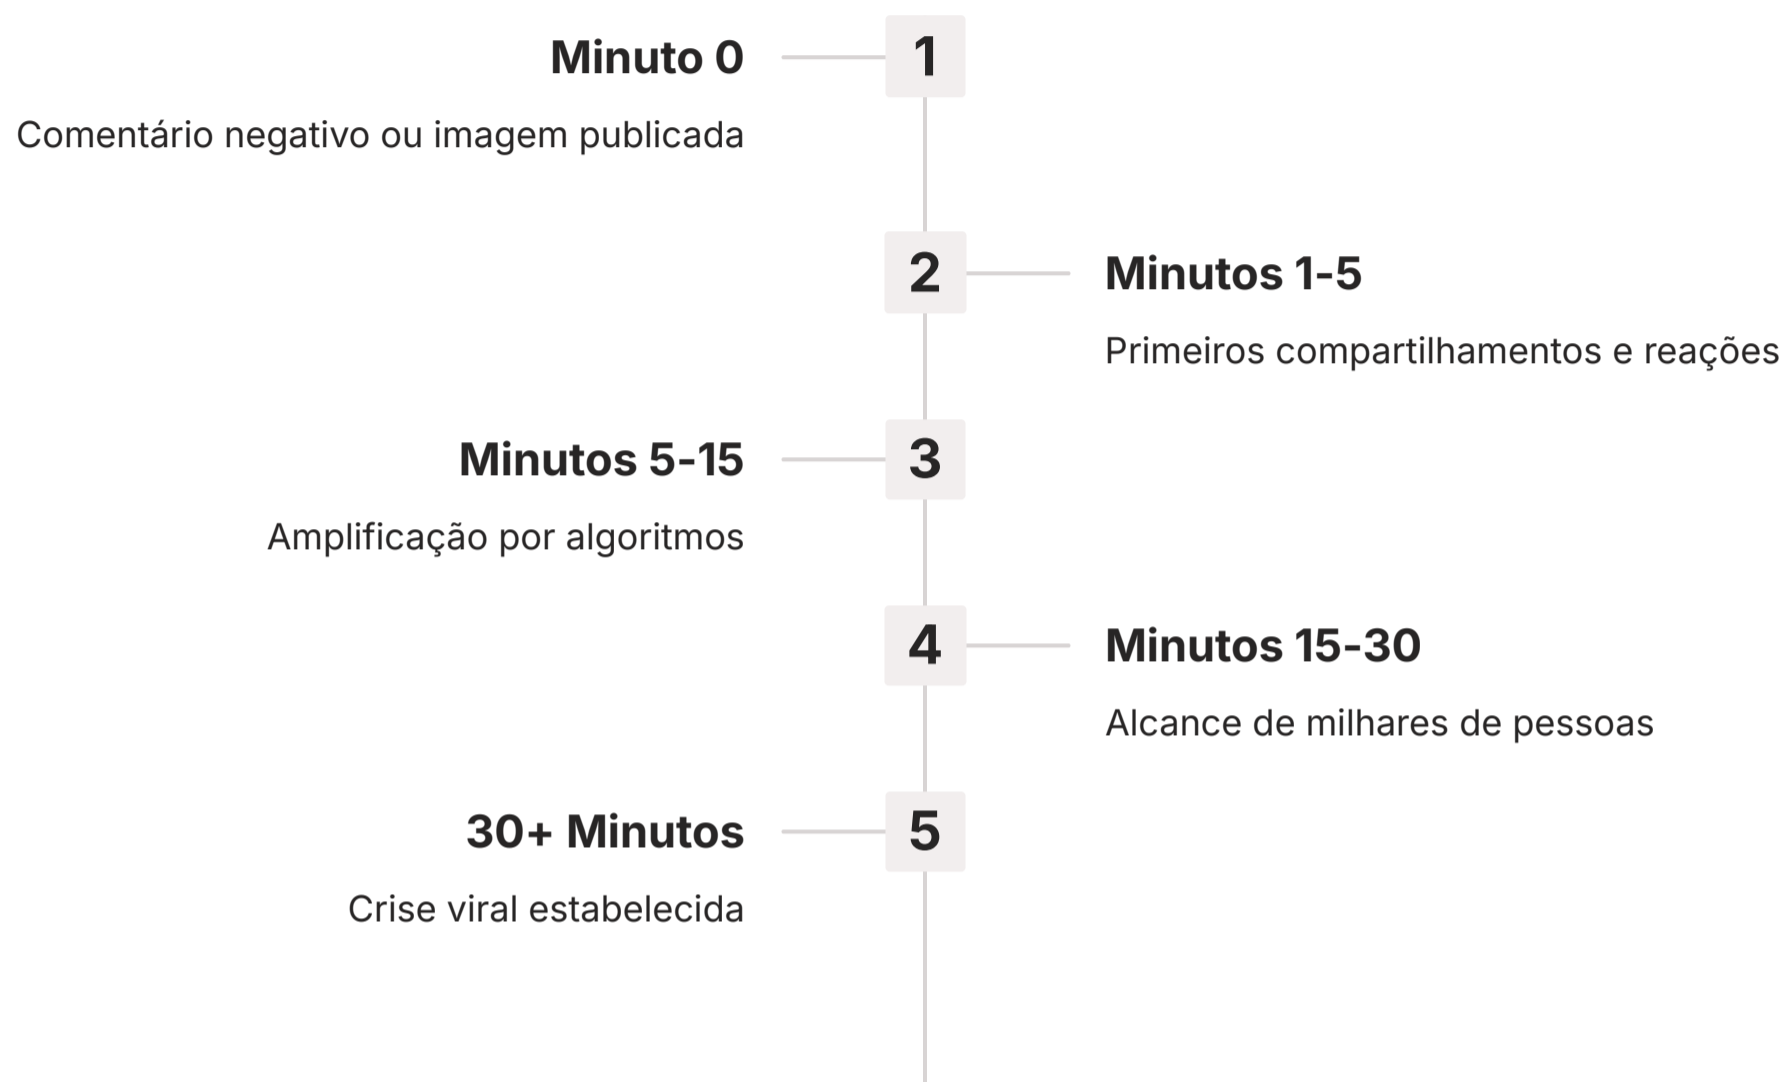 Minuto 0
1
Comentário negativo ou imagem publicada
2
Minutos 1-5
Primeiros compartilhamentos e reações
Minutos 5-15
3
Amplificação por algoritmos
4
Minutos 15-30
Alcance de milhares de pessoas
30+ Minutos
5
Crise viral estabelecida